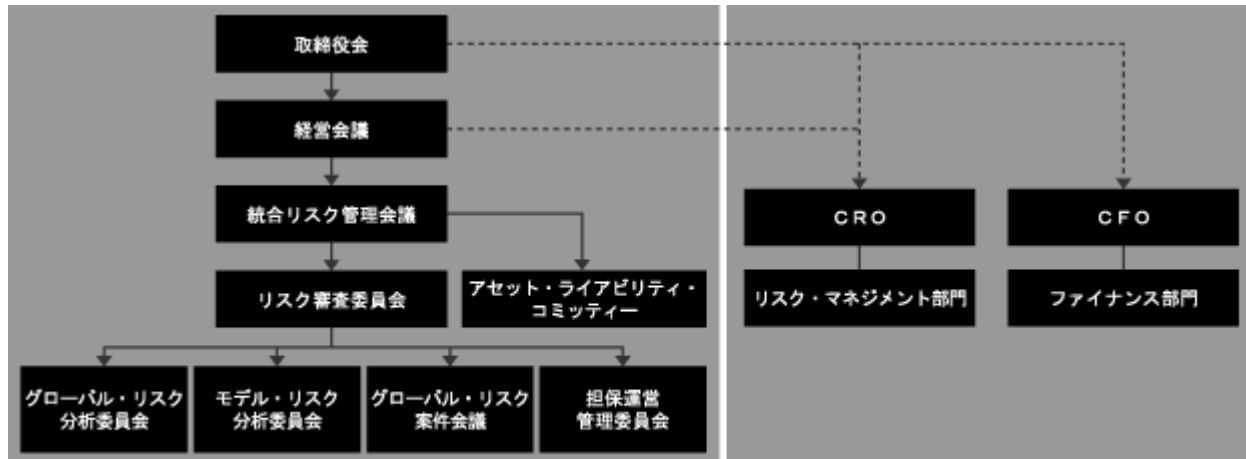 取締役会
経営会議
統合リスク管理会議
CRO
CFO
リスク審査委員会
アセット・ライアビリティ・
コミッティー
リスク・マネジメント部門
ファイナンス部門
グローバル・リスク
分析委員会
モデル・リスク
分析委員会
グローバル・リスク
案件会議
担保運営
管理委員会